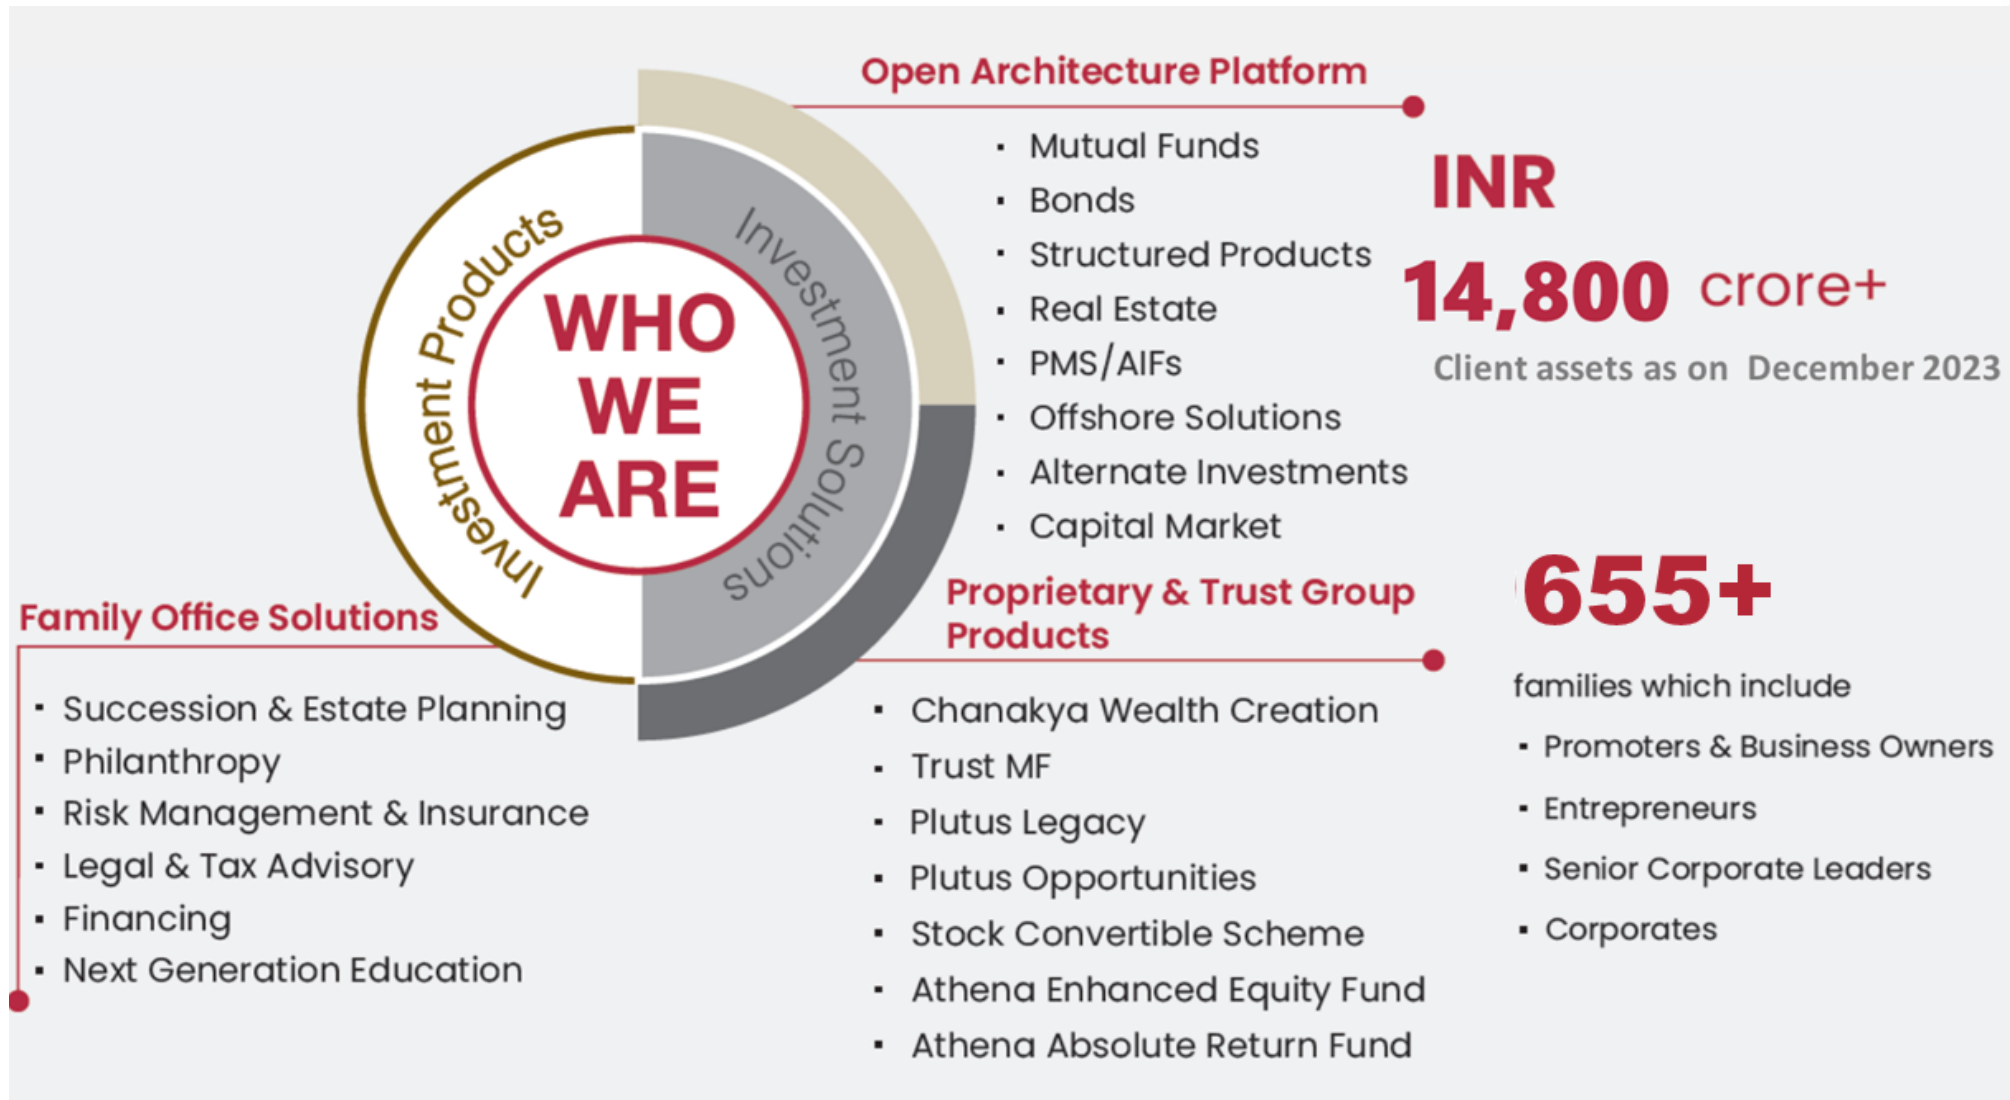 Open Architecture Platform
Mutual Funds
Bonds
Structured Products
Real Estate
PMS/AIFs
Offshore Solutions
Alternate Investments
Capital Market
INR
14,800 crore+
Client assets as on December 2023
Investment Products
WHO
WE
ARE
Investment Solutions
Family Office Solutions
Succession & Estate Planning
Philanthropy
Risk Management & Insurance
Legal & Tax Advisory
Financing
Next Generation Education
Proprietary & Trust Group
Products
Chanakya Wealth Creation
Trust MF
Plutus Legacy
Plutus Opportunities
Stock Convertible Scheme
Athena Enhanced Equity Fund
Athena Absolute Return Fund
655+
families which include
Promoters & Business Owners
Entrepreneurs
Senior Corporate Leaders
Corporates